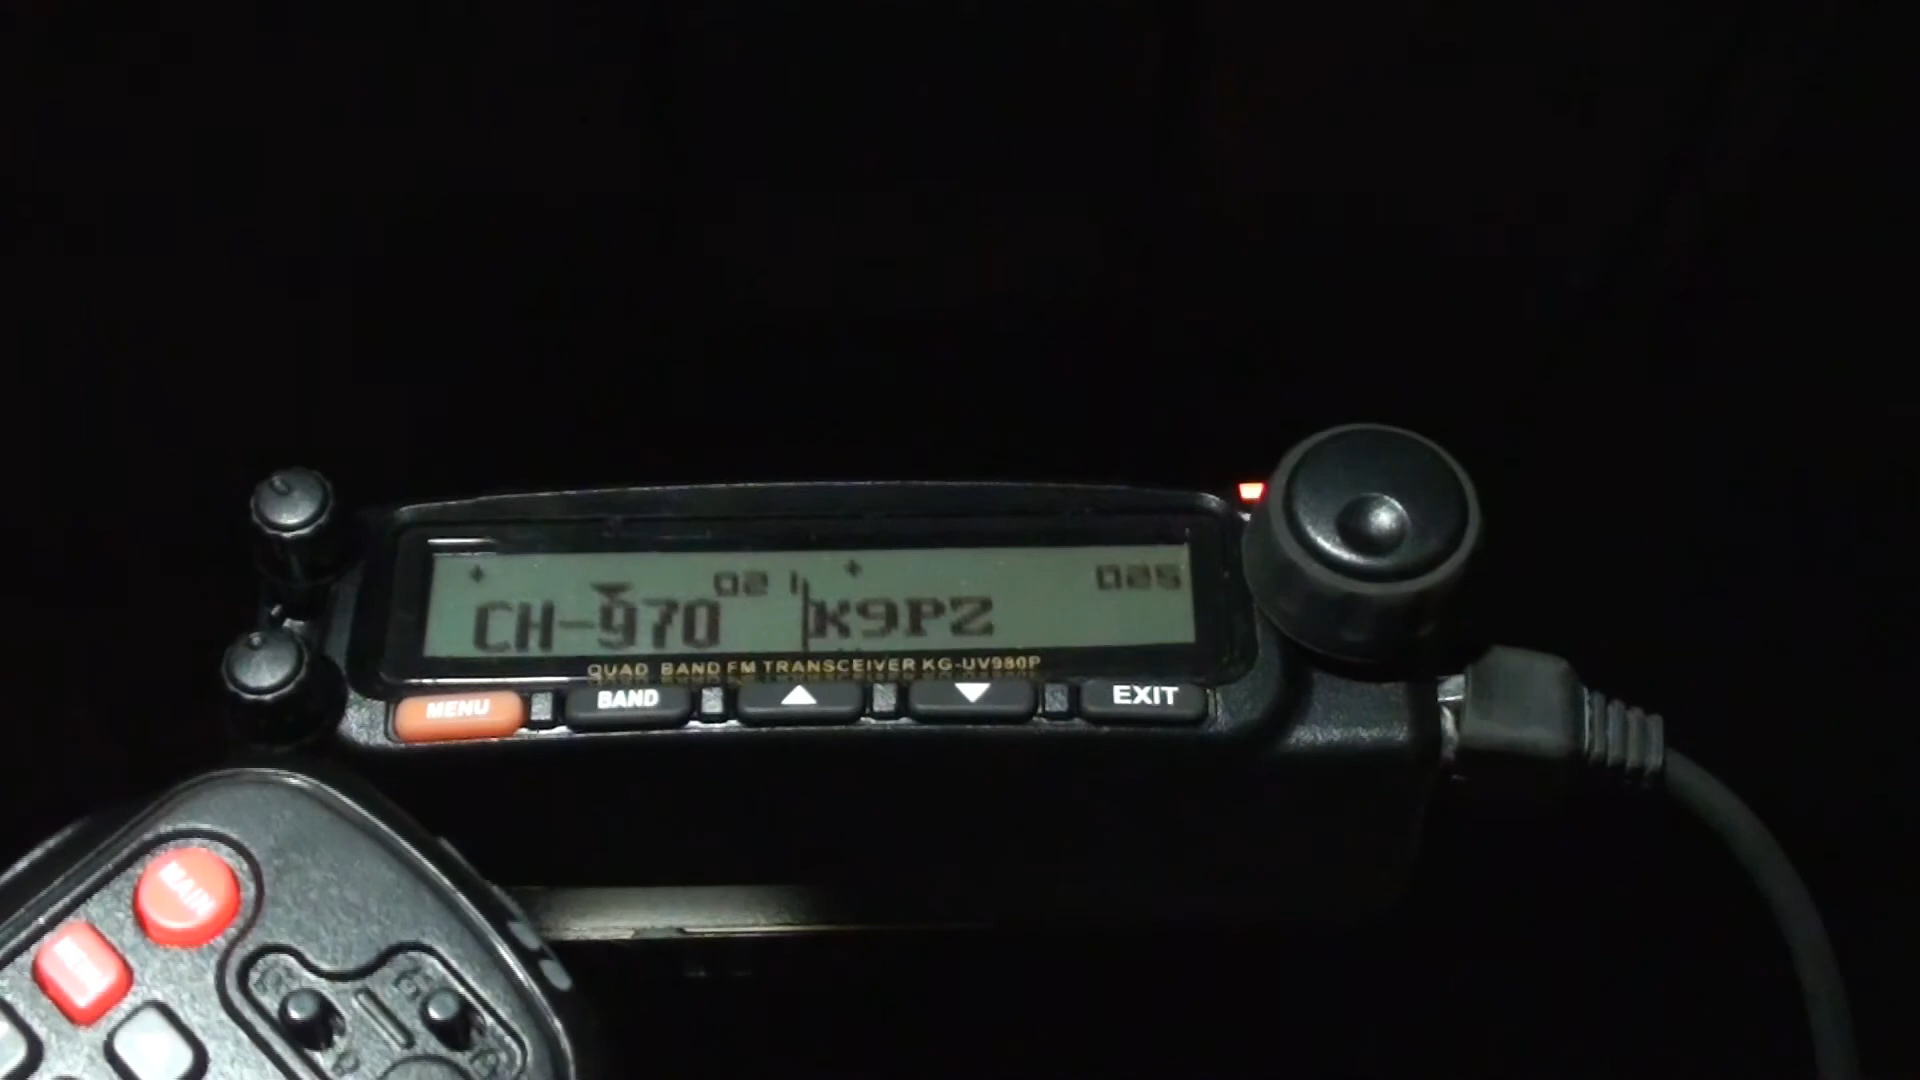 + 021 + 025
CH-970 K9PZ
QUAD BAND FM TRANSCEIVER KG-UV980P
MENU BAND ▲ ▼ EXIT
MAIN